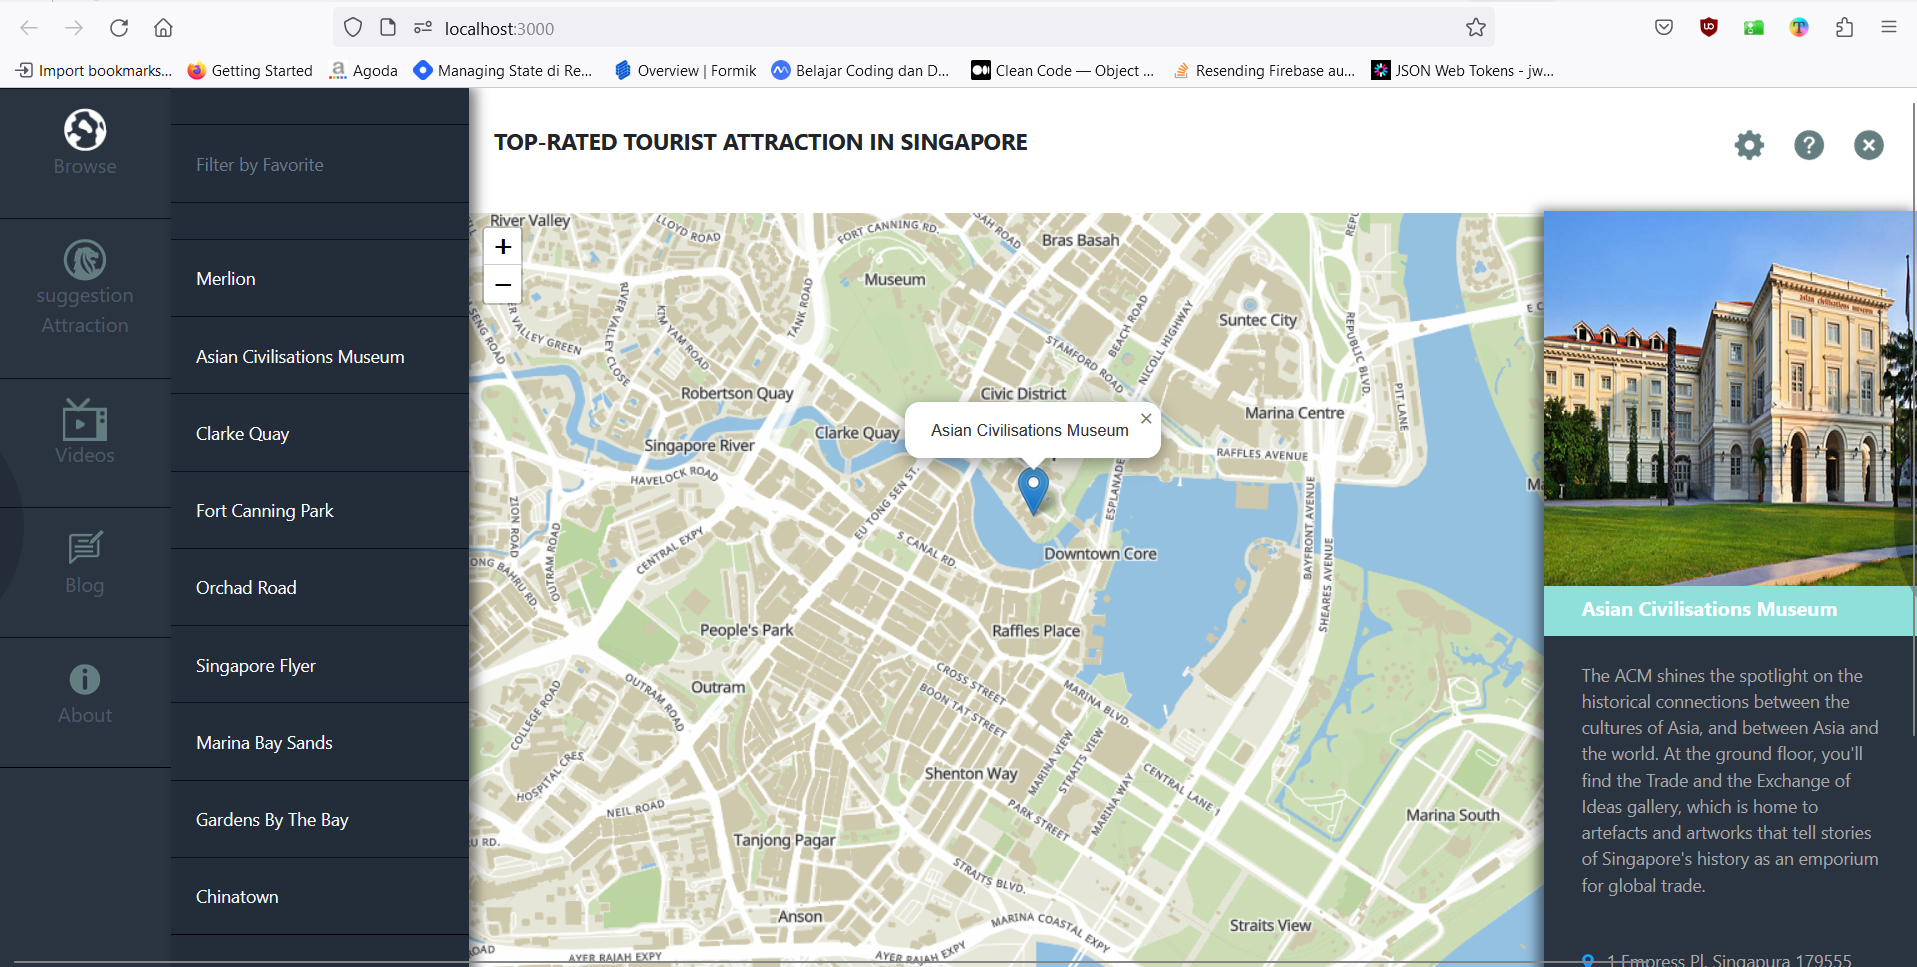 localhost:3000
Import bookmarks...
Getting Started
Agoda
Managing State di Re...
Overview | Formik
Belajar Coding dan D...
Clean Code — Object ...
Resending Firebase au...
JSON Web Tokens - jw...
Browse
suggestion
Attraction
Videos
Blog
About
Filter by Favorite
Merlion
Asian Civilisations Museum
Clarke Quay
Fort Canning Park
Orchad Road
Singapore Flyer
Marina Bay Sands
Gardens By The Bay
Chinatown
TOP-RATED TOURIST ATTRACTION IN SINGAPORE
+
−
River Valley
LLOYD ROAD
FORT CANNING RD.
Bras Basah
Museum
TANK ROAD
RIVER VALLEY CLOSE
KIM YAM ROAD
BEACH ROAD
NICOLL HIGHWAY
Suntec City
REPUBLIC BLVD.
STAMFORD ROAD
PIT LANE
Robertson Quay
Civic District
Marina Centre
Clarke Quay
Asian Civilisations Museum
×
Singapore River
RAFFLES AVENUE
HAVELOCK ROAD
EU TONG SEN ST.
ESPLANADE
ZION ROAD
OUTRAM ROAD
CENTRAL EXPY
S CANAL RD.
Downtown Core
BAYFRONT AVENUE
SHEARES AVENUE
People's Park
Raffles Place
Outram
OUTRAM ROAD
CROSS STREET
BOON TAT STREET
MARINA BLVD.
COLLEGE ROAD
HOSPITAL CRES.
MARINA VIEW
STRAITS VIEW
Shenton Way
CENTRAL LANE 1
MARINA WAY
PARK STREET
NEIL ROAD
Marina South
Tanjong Pagar
STRAITS BLVD.
Anson
MARINA COASTAL EXPY
Straits View
AYER RAJAH EXPY
AYER RAJAH EXPY
asian civilisations museum
Asian Civilisations Museum
The ACM shines the spotlight on the
historical connections between the
cultures of Asia, and between Asia and
the world. At the ground floor, you'll
find the Trade and the Exchange of
Ideas gallery, which is home to
artefacts and artworks that tell stories
of Singapore's history as an emporium
for global trade.
1 Empress Pl, Singapura 179555